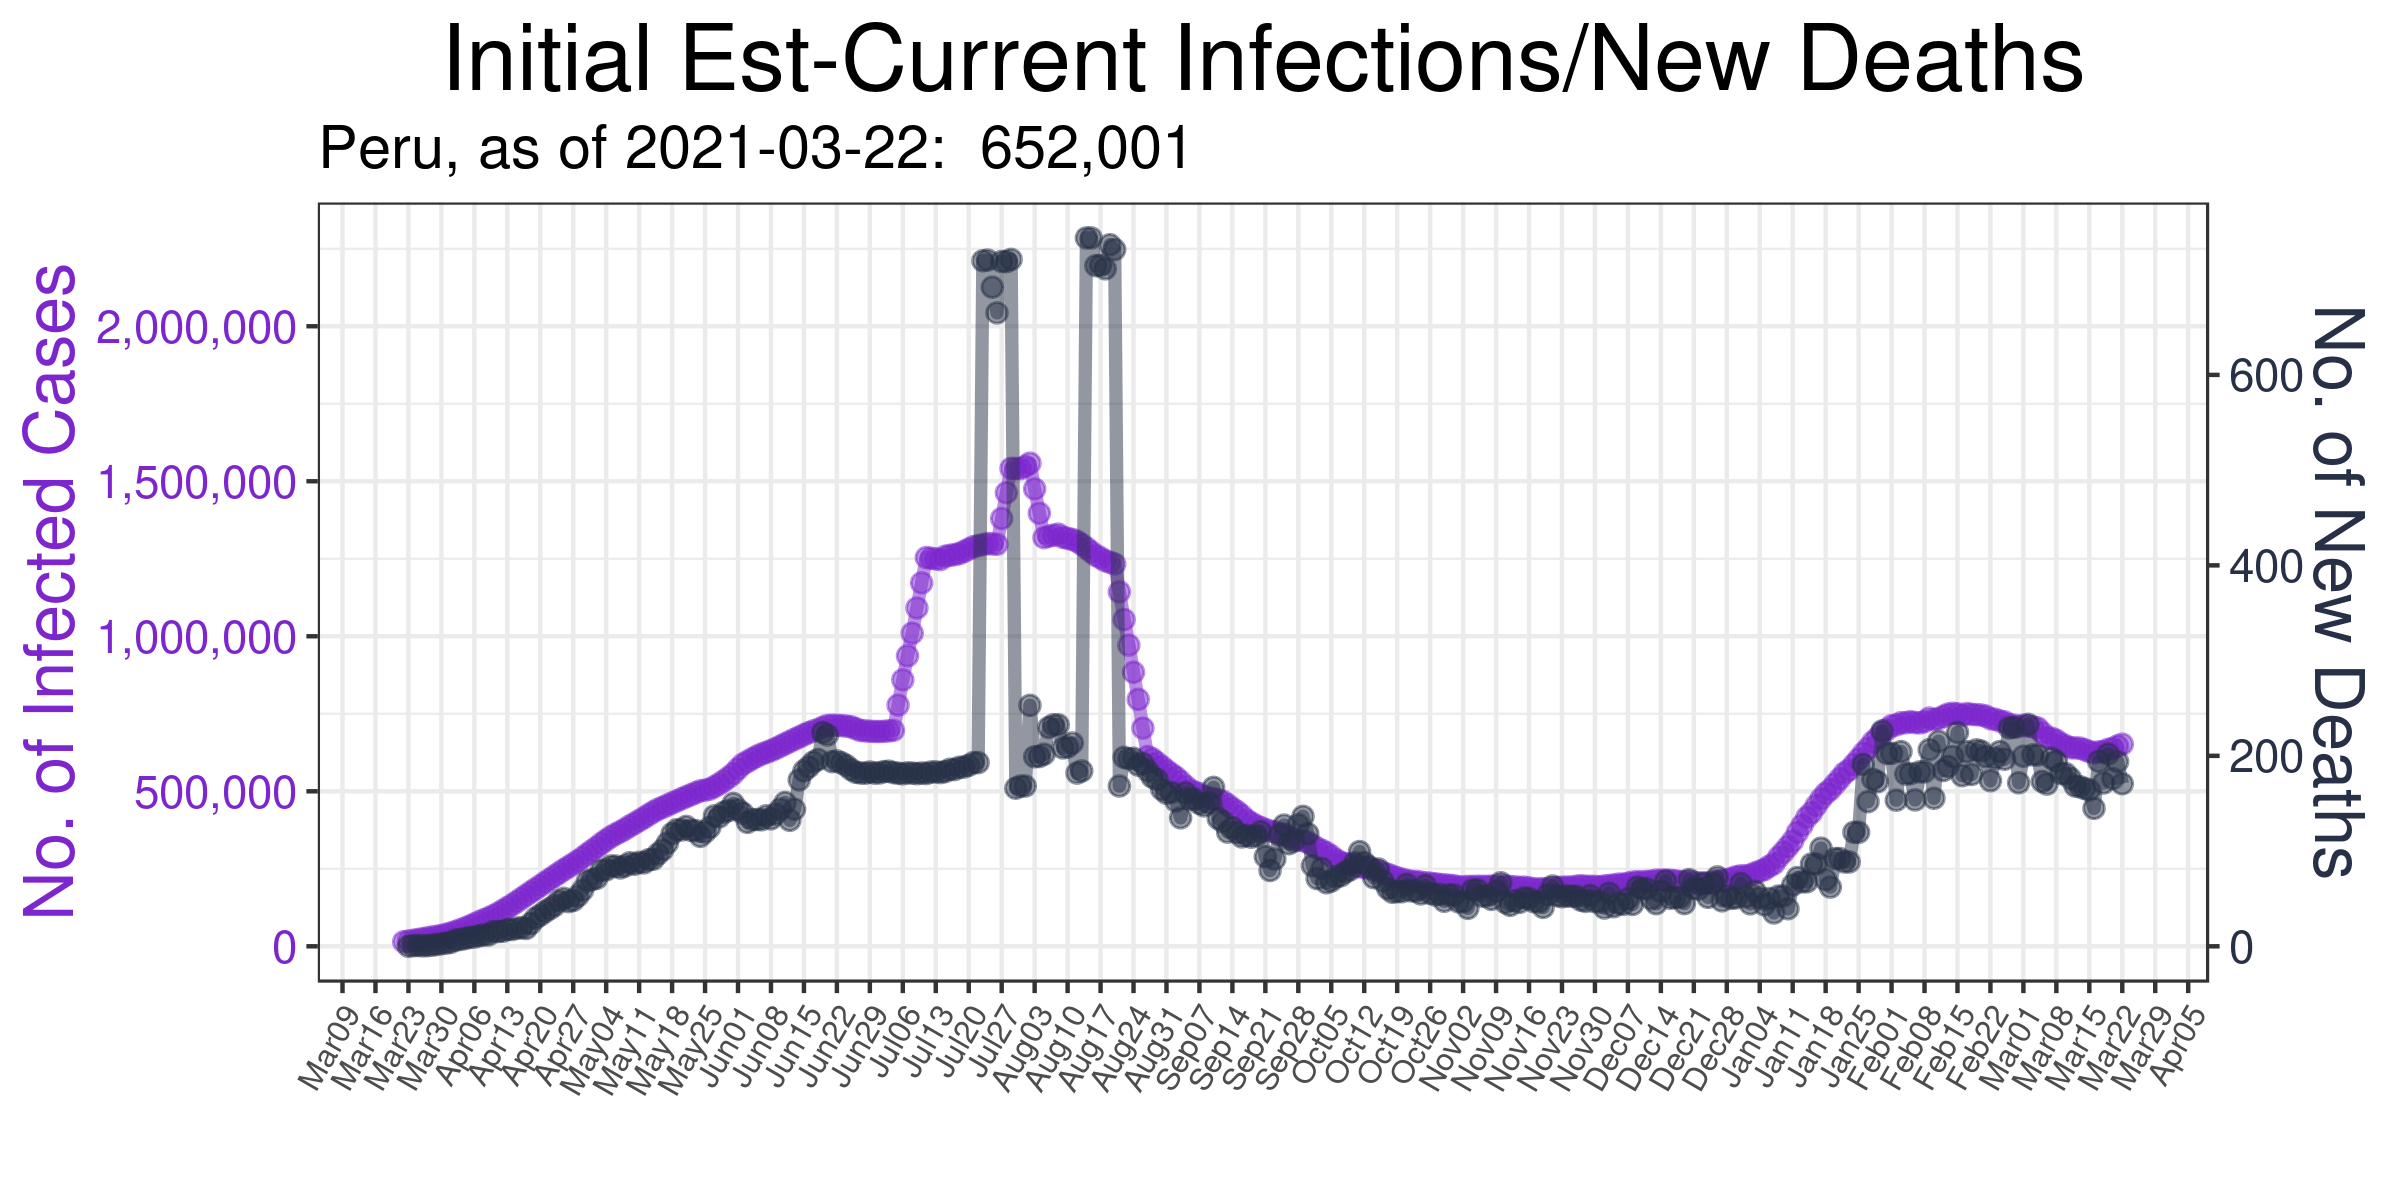 Initial Est-Current Infections/New Deaths
Peru, as of 2021-03-22:  652,001
No. of Infected Cases
2,000,000
1,500,000
1,000,000
500,000
0
600
400
200
0
No. of New Deaths
Mar09
Mar16
Mar23
Mar30
Apr06
Apr13
Apr20
Apr27
May04
May11
May18
May25
Jun01
Jun08
Jun15
Jun22
Jun29
Jul06
Jul13
Jul20
Jul27
Aug03
Aug10
Aug17
Aug24
Aug31
Sep07
Sep14
Sep21
Sep28
Oct05
Oct12
Oct19
Oct26
Nov02
Nov09
Nov16
Nov23
Nov30
Dec07
Dec14
Dec21
Dec28
Jan04
Jan11
Jan18
Jan25
Feb01
Feb08
Feb15
Feb22
Mar01
Mar08
Mar15
Mar22
Mar29
Apr05